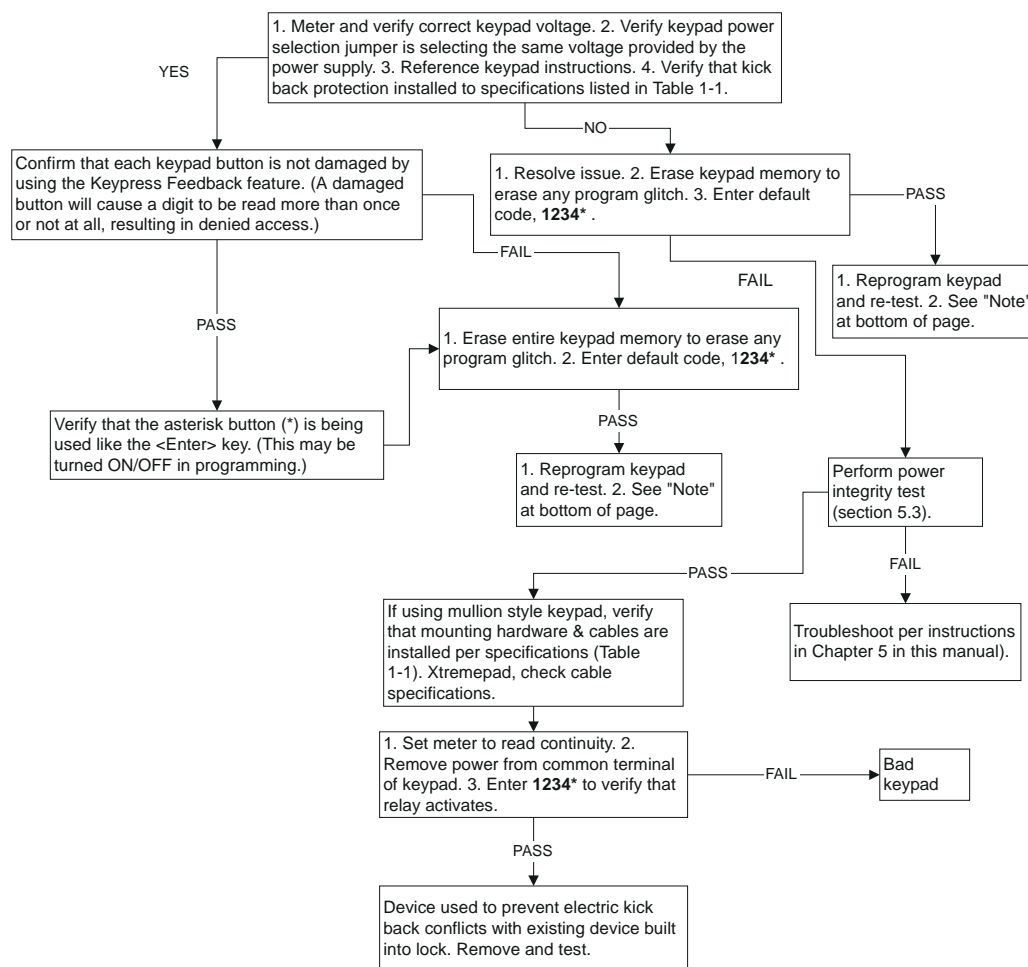 1. Meter and verify correct keypad voltage. 2. Verify keypad power
selection jumper is selecting the same voltage provided by the
power supply. 3. Reference keypad instructions. 4. Verify that kick
back protection installed to specifications listed in Table 1-1.
YES
NO
Confirm that each keypad button is not damaged by
using the Keypress Feedback feature. (A damaged
button will cause a digit to be read more than once
or not at all, resulting in denied access.)
1. Resolve issue. 2. Erase keypad memory to
erase any program glitch. 3. Enter default
code, 1234* .
PASS
FAIL
FAIL
1. Reprogram keypad
and re-test. 2. See "Note"
at bottom of page.
PASS
1. Erase entire keypad memory to erase any
program glitch. 2. Enter default code, 1234* .
Verify that the asterisk button (*) is being
used like the <Enter> key. (This may be
turned ON/OFF in programming.)
PASS
1. Reprogram keypad
and re-test. 2. See "Note"
at bottom of page.
Perform power
integrity test
(section 5.3).
PASS
FAIL
If using mullion style keypad, verify
that mounting hardware & cables are
installed per specifications (Table
1-1). Xtremepad, check cable
specifications.
Troubleshoot per instructions
in Chapter 5 in this manual).
1. Set meter to read continuity. 2.
Remove power from common terminal
of keypad. 3. Enter 1234* to verify that
relay activates.
FAIL
Bad
keypad
PASS
Device used to prevent electric kick
back conflicts with existing device built
into lock. Remove and test.